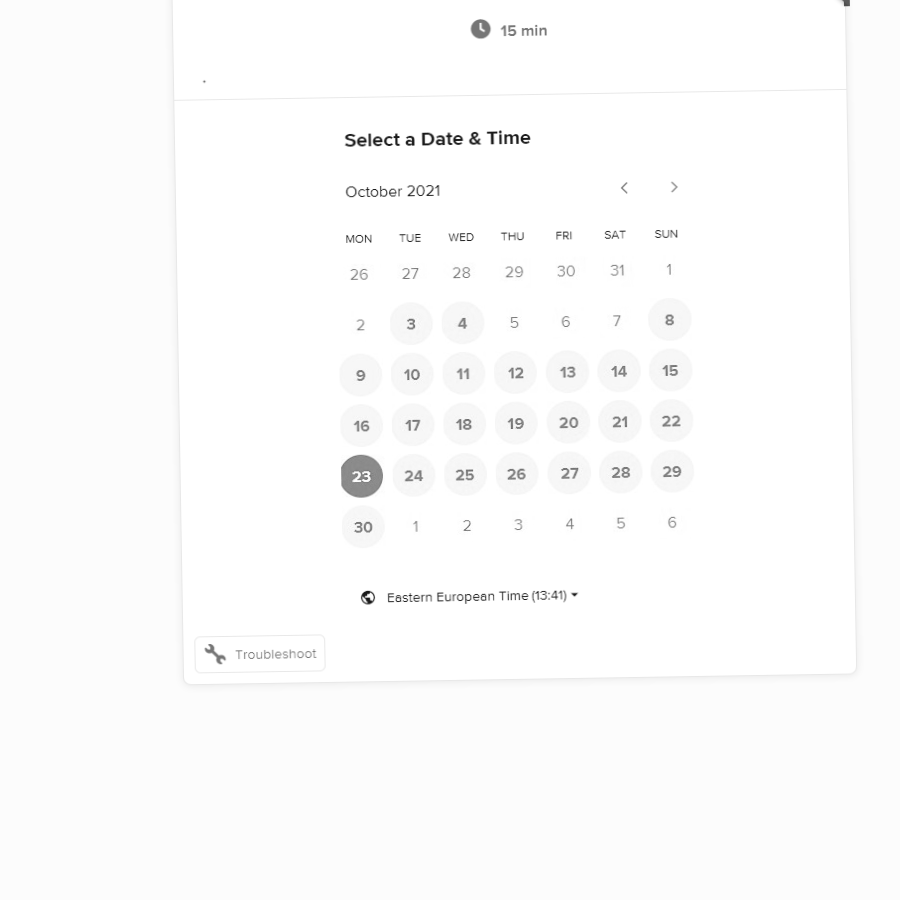 15 min
.
Select a Date & Time
October 2021
MON TUE WED THU FRI SAT SUN
26 27 28 29 30 31 1
2 3 4 5 6 7 8
9 10 11 12 13 14 15
16 17 18 19 20 21 22
23 24 25 26 27 28 29
30 1 2 3 4 5 6
Eastern European Time (13:41)
Troubleshoot